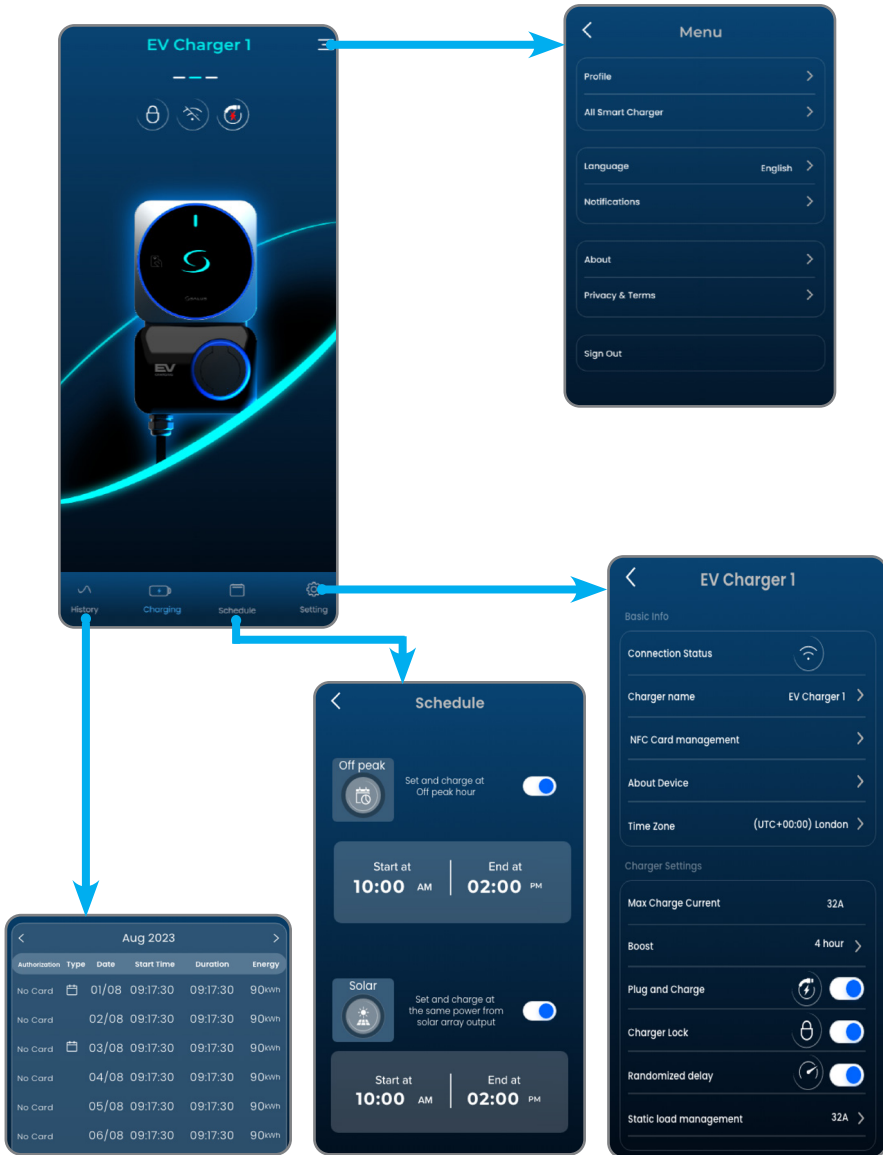 EV Charger 1
EV
History
Charging
Schedule
Setting
Menu
Profile
All Smart Charger
Language English
Notifications
About
Privacy & Terms
Sign Out
Aug 2023
Authorization Type Date Start Time Duration Energy
No Card 01/08 09:17:30 09:17:30 90kWh
No Card 02/08 09:17:30 09:17:30 90kWh
No Card 03/08 09:17:30 09:17:30 90kWh
No Card 04/08 09:17:30 09:17:30 90kWh
No Card 05/08 09:17:30 09:17:30 90kWh
No Card 06/08 09:17:30 09:17:30 90kWh
Schedule
Off peak
Set and charge at
Off peak hour
Start at End at
10:00 AM 02:00 PM
Solar
Set and charge at
the same power from
solar array output
Start at End at
10:00 AM 02:00 PM
EV Charger 1
Basic Info
Connection Status
Charger name EV Charger 1
NFC Card management
About Device
Time Zone (UTC+00:00) London
Charger Settings
Max Charge Current 32A
Boost 4 hour
Plug and Charge
Charger Lock
Randomized delay
Static load management 32A